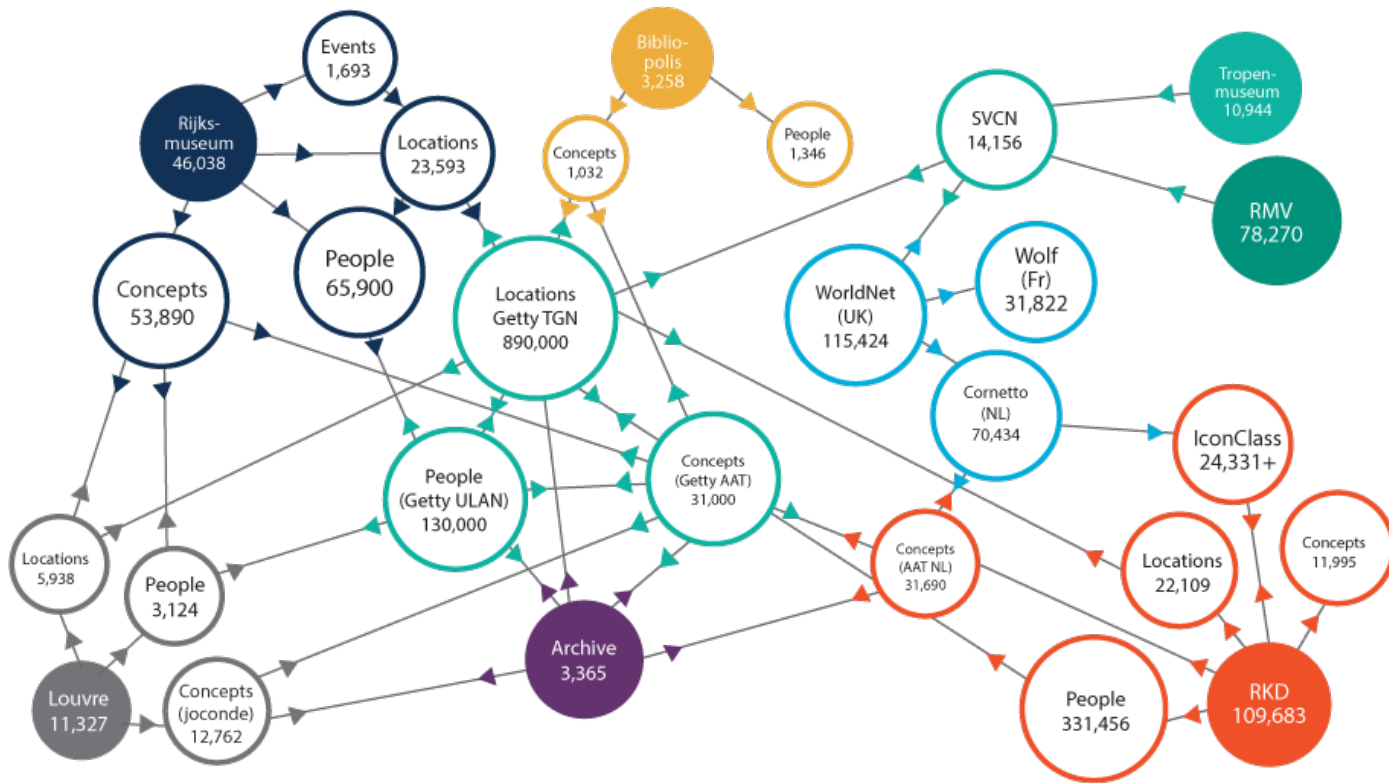 Events
1,693
Rijks-
museum
46,038
Locations
23,593
Biblio-
polis
3,258
Concepts
1,032
People
1,346
SVCN
14,156
Tropen-
museum
10,944
RMV
78,270
Concepts
53,890
People
65,900
Locations
Getty TGN
890,000
WorldNet
(UK)
115,424
Wolf
(Fr)
31,822
Cornetto
(NL)
70,434
IconClass
24,331+
People
(Getty ULAN)
130,000
Concepts
(Getty AAT)
31,000
Locations
5,938
People
3,124
Concepts
(AAT NL)
31,690
Locations
22,109
Concepts
11,995
Louvre
11,327
Concepts
(joconde)
12,762
Archive
3,365
People
331,456
RKD
109,683